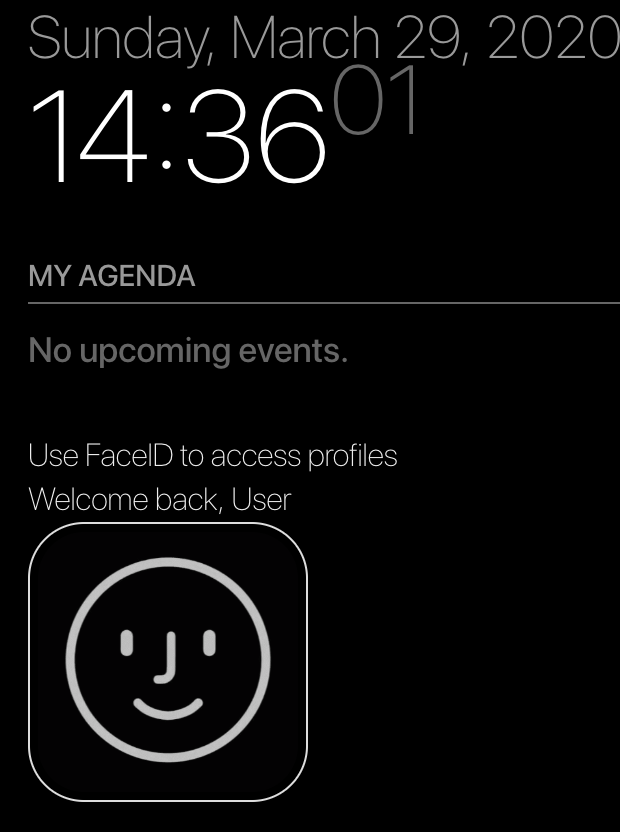 Sunday, March 29, 2020
14:36 01
MY AGENDA
No upcoming events.
Use FaceID to access profiles
Welcome back, User